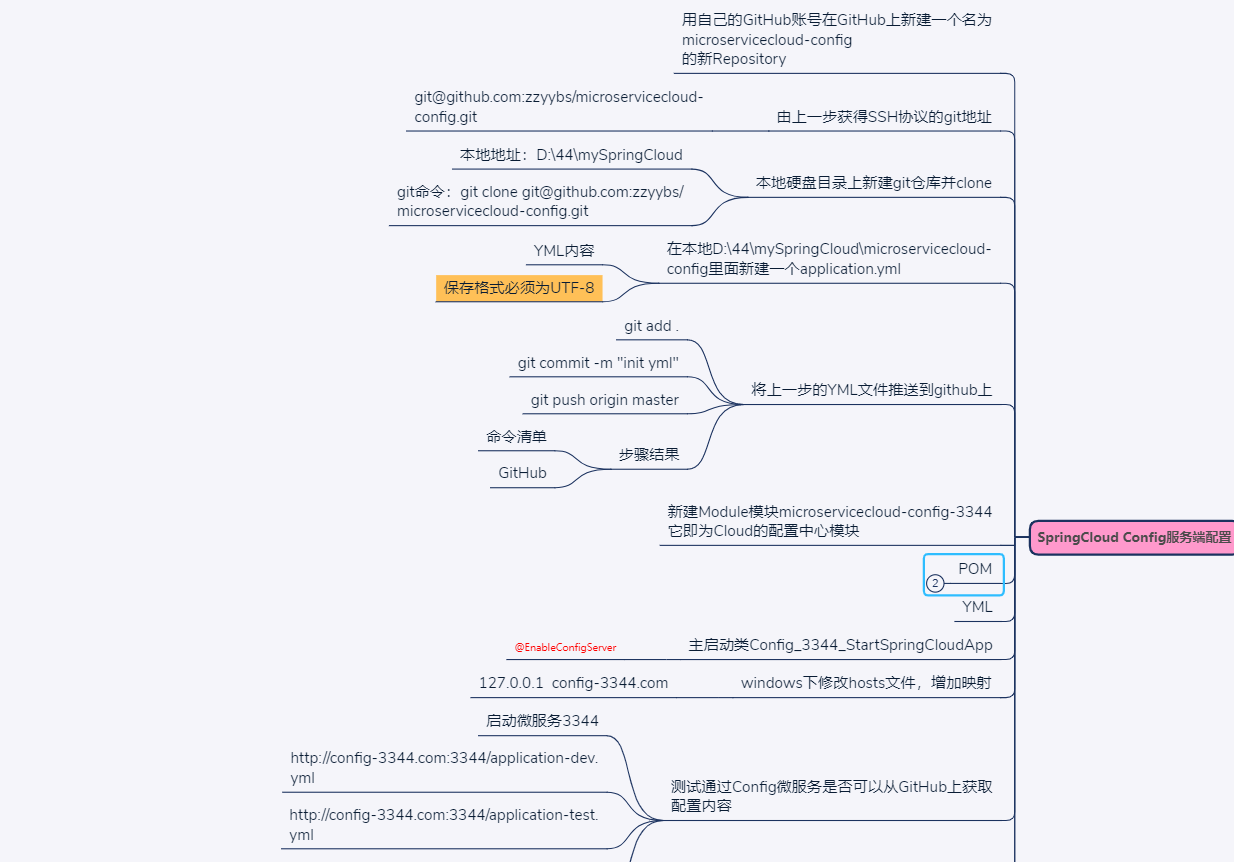 用自己的GitHub账号在GitHub上新建一个名为
microservicecloud-config
的新Repository
git@github.com:zzyybs/microservicecloud-
config.git
由上一步获得SSH协议的git地址
本地地址：D:\44\mySpringCloud
git命令：git clone git@github.com:zzyybs/
microservicecloud-config.git
本地硬盘目录上新建git仓库并clone
YML内容
保存格式必须为UTF-8
在本地D:\44\mySpringCloud\microservicecloud-
config里面新建一个application.yml
git add .
git commit -m "init yml"
git push origin master
命令清单
GitHub
步骤结果
将上一步的YML文件推送到github上
新建Module模块microservicecloud-config-3344
它即为Cloud的配置中心模块
SpringCloud Config服务端配置
POM
2
YML
@EnableConfigServer
主启动类Config_3344_StartSpringCloudApp
127.0.0.1  config-3344.com
windows下修改hosts文件，增加映射
启动微服务3344
http://config-3344.com:3344/application-dev.
yml
http://config-3344.com:3344/application-test.
yml
测试通过Config微服务是否可以从GitHub上获取
配置内容